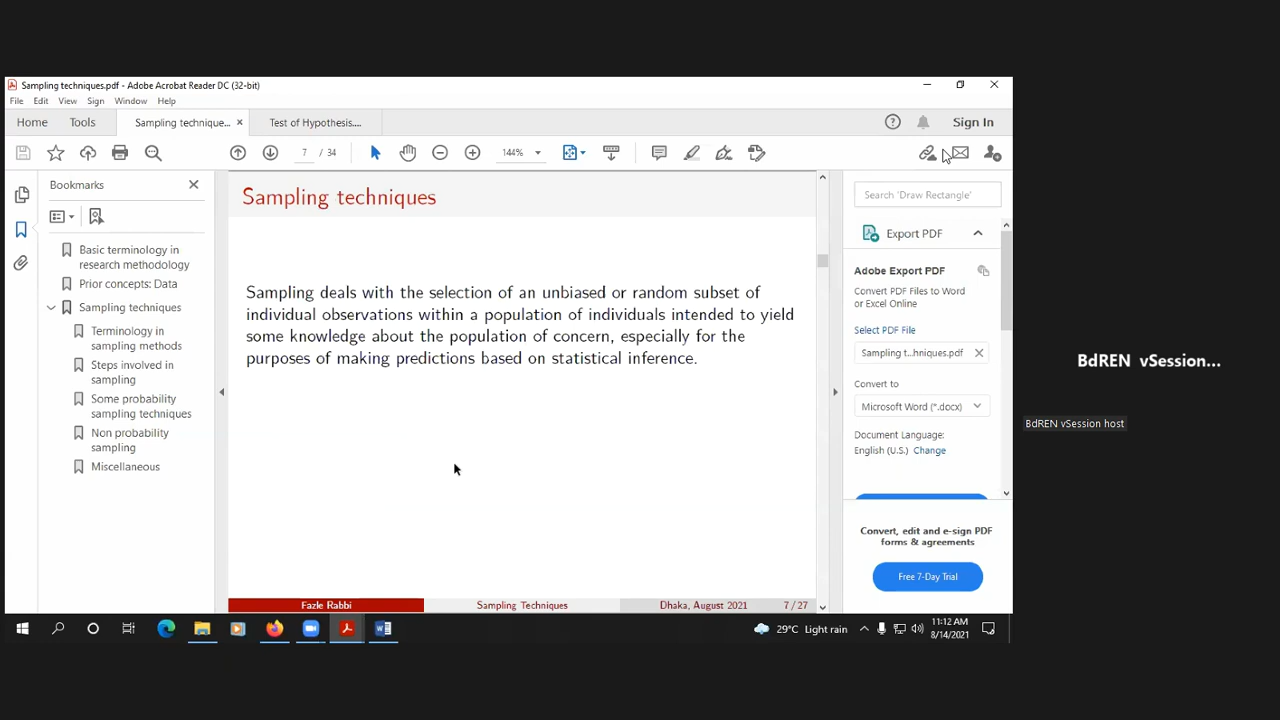 Sampling techniques.pdf - Adobe Acrobat Reader DC (32-bit)
File Edit View Sign Window Help
Home Tools Sampling technique... × Test of Hypothesis.... Sign In
7 / 34 144%
Bookmarks
Basic terminology in
research methodology
Prior concepts: Data
Sampling techniques
Terminology in
sampling methods
Steps involved in
sampling
Some probability
sampling techniques
Non probability
sampling
Miscellaneous
Sampling techniques
Sampling deals with the selection of an unbiased or random subset of
individual observations within a population of individuals intended to yield
some knowledge about the population of concern, especially for the
purposes of making predictions based on statistical inference.
Fazle Rabbi Sampling Techniques Dhaka, August 2021 7 / 27
Search 'Draw Rectangle'
Export PDF
Adobe Export PDF
Convert PDF Files to Word
or Excel Online
Select PDF File
Sampling t...hniques.pdf
Convert to
Microsoft Word (*.docx)
Document Language:
English (U.S.) Change
Convert, edit and e-sign PDF
forms & agreements
Free 7-Day Trial
BdREN vSession...
BdREN vSession host
29°C Light rain
11:12 AM
8/14/2021